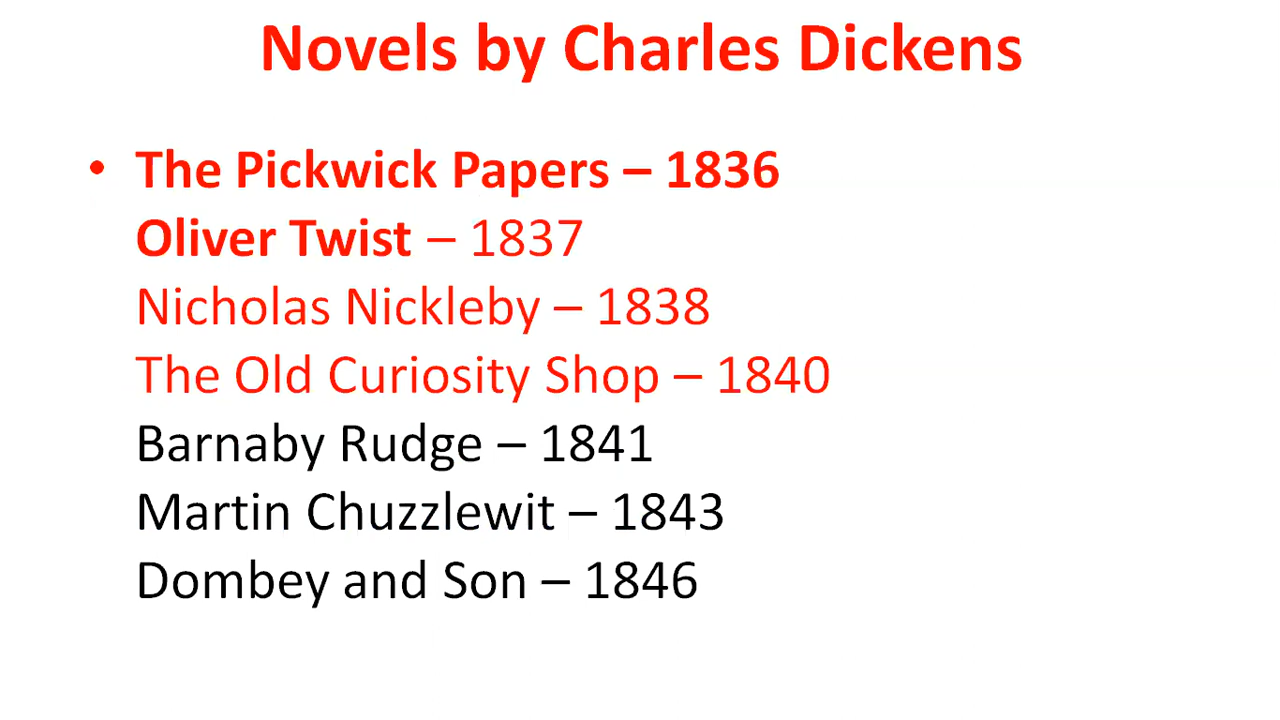 Novels by Charles Dickens
• The Pickwick Papers – 1836
Oliver Twist – 1837
Nicholas Nickleby – 1838
The Old Curiosity Shop – 1840
Barnaby Rudge – 1841
Martin Chuzzlewit – 1843
Dombey and Son – 1846